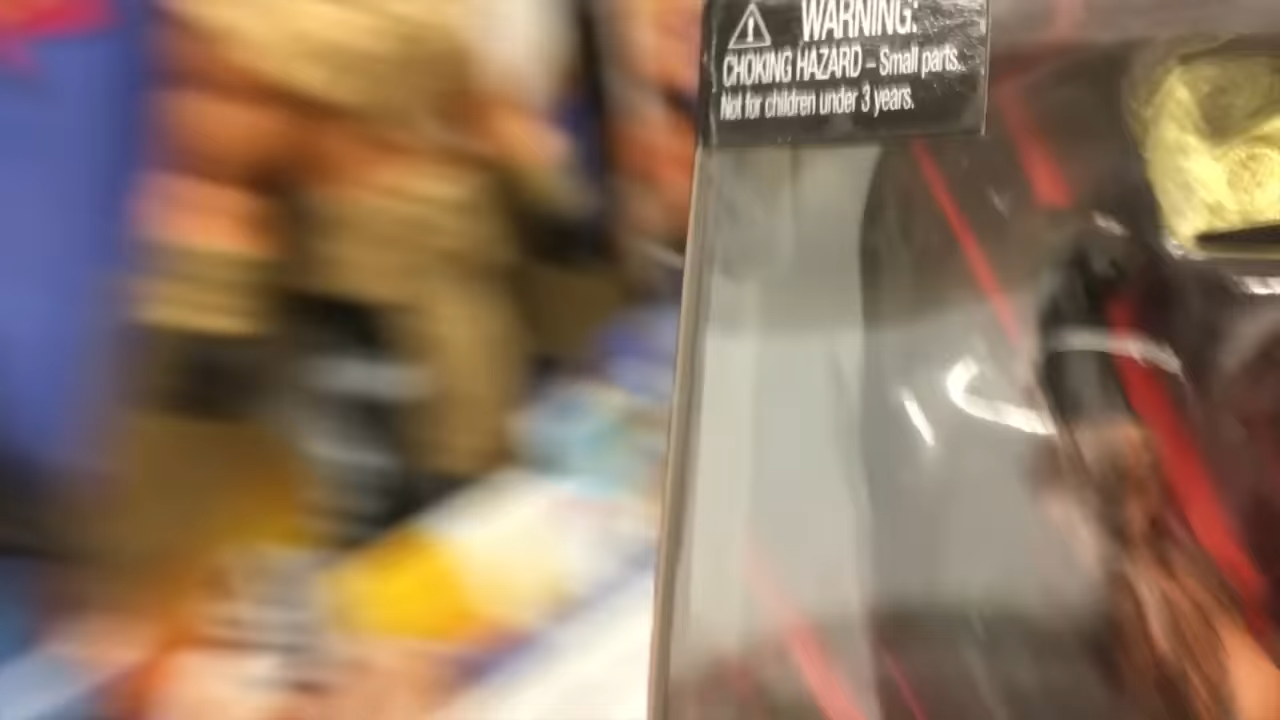 WARNING:
CHOKING HAZARD – Small parts.
Not for children under 3 years.